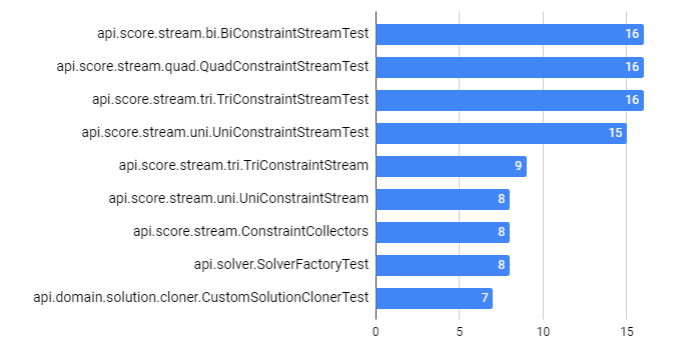 api.score.stream.bi.BiConstraintStreamTest 16
api.score.stream.quad.QuadConstraintStreamTest 16
api.score.stream.tri.TriConstraintStreamTest 16
api.score.stream.uni.UniConstraintStreamTest 15
api.score.stream.tri.TriConstraintStream 9
api.score.stream.uni.UniConstraintStream 8
api.score.stream.ConstraintCollectors 8
api.solver.SolverFactoryTest 8
api.domain.solution.cloner.CustomSolutionClonerTest 7
0 5 10 15